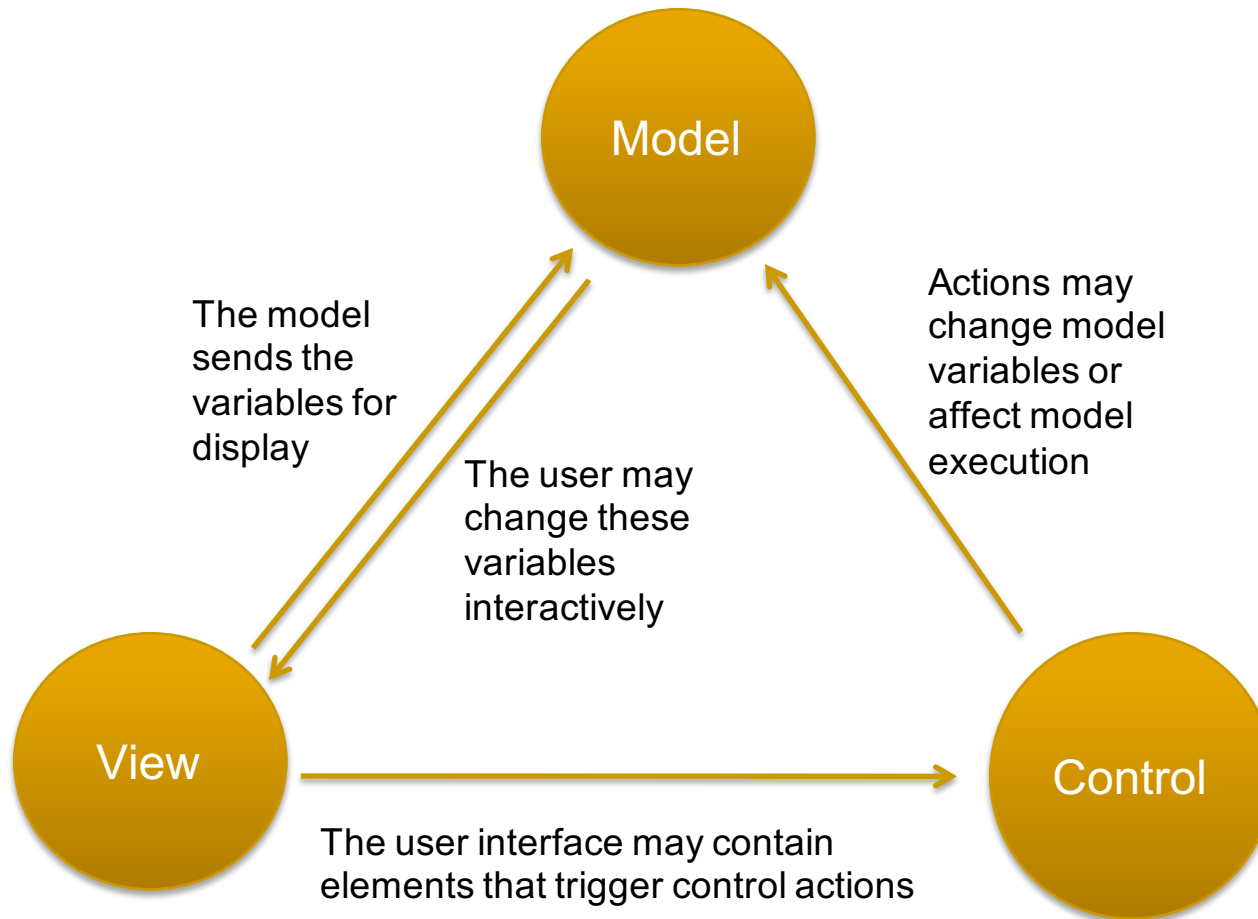 Model
The model
sends the
variables for
display
Actions may
change model
variables or
affect model
execution
The user may
change these
variables
interactively
View
Control
The user interface may contain
elements that trigger control actions